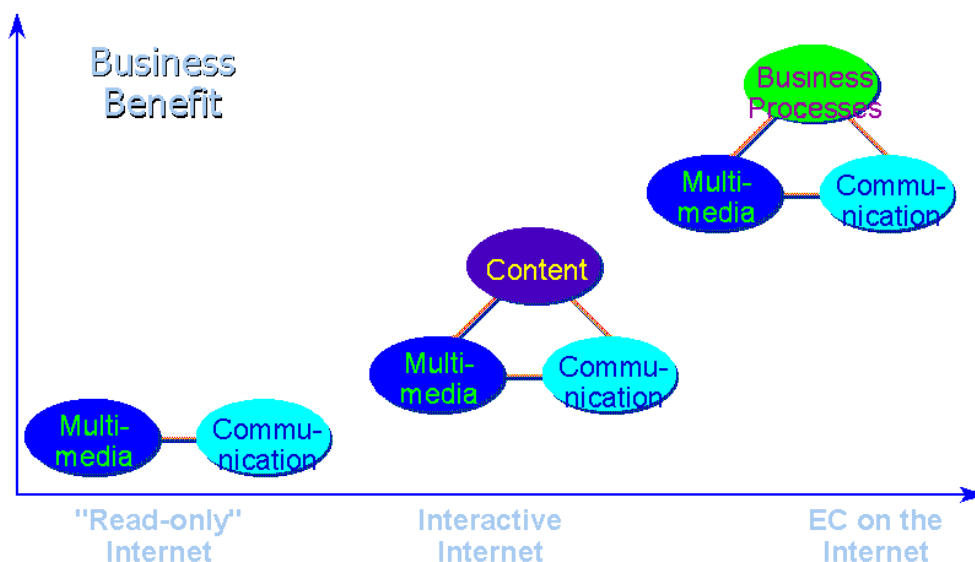 Business
Benefit
Business
Processes
Multi-
media
Commu-
nication
Content
Multi-
media
Commu-
nication
Multi-
media
Commu-
nication
"Read-only"
Internet
Interactive
Internet
EC on the
Internet